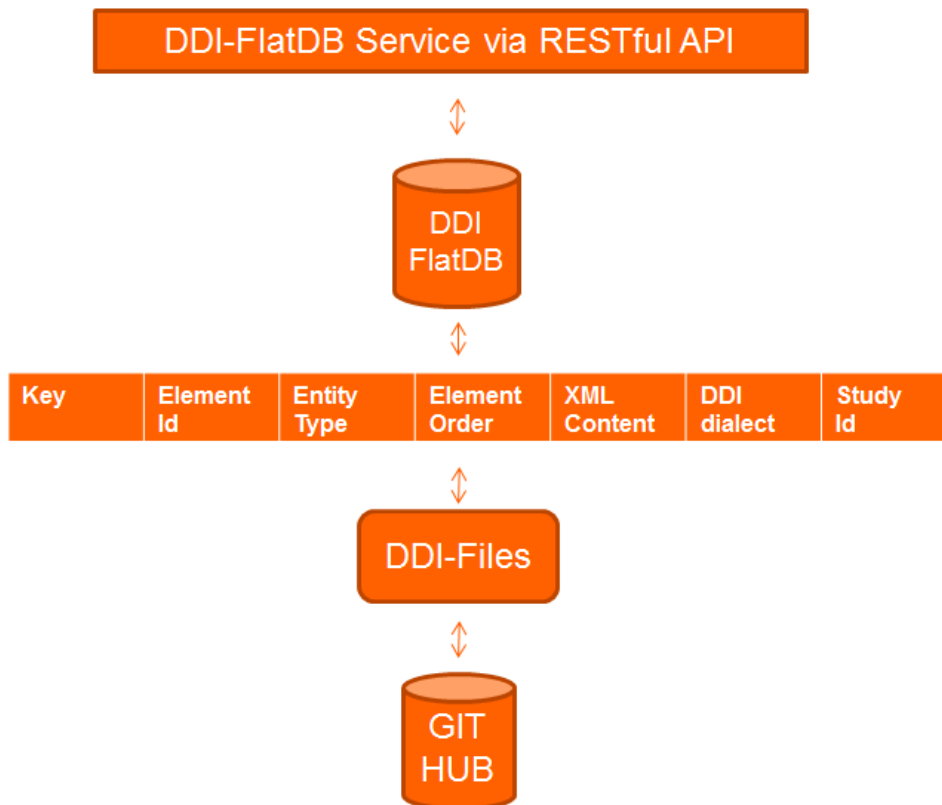 DDI-FlatDB Service via RESTful API
DDI
FlatDB
Key
Element
Id
Entity
Type
Element
Order
XML
Content
DDI
dialect
Study
Id
DDI-Files
GIT
HUB